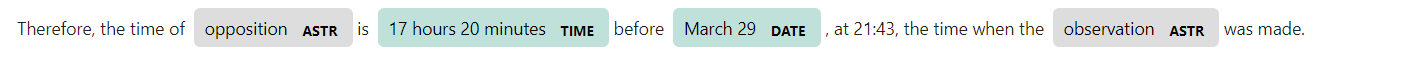 Therefore, the time of opposition ASTR is 17 hours 20 minutes TIME before March 29 DATE , at 21:43, the time when the observation ASTR was made.